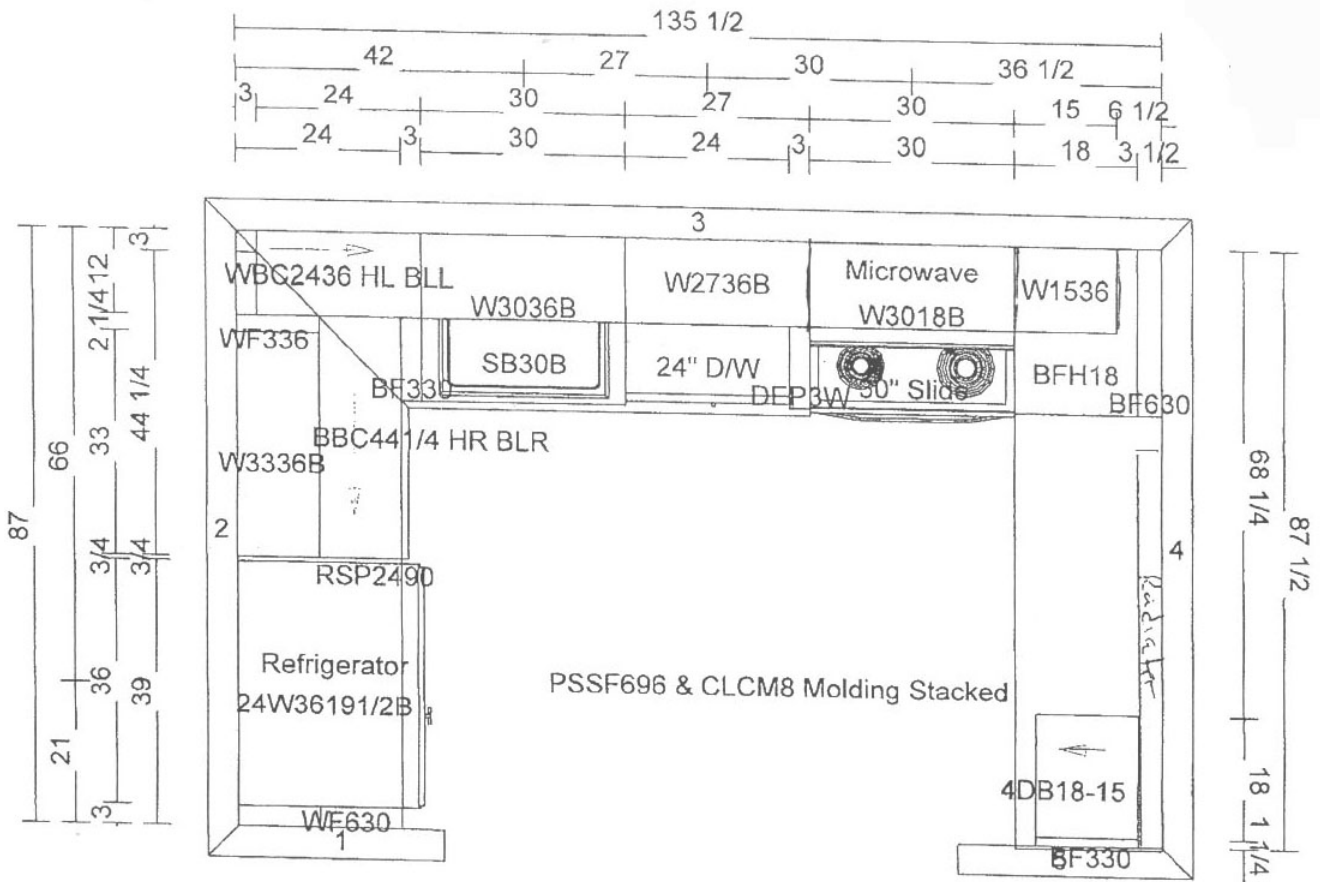 135 1/2
42 27 30 36 1/2
3 24 30 27 30 15 6 1/2
24 3 30 24 3 30 18 3 1/2
3
WBC2436 HL BLL
W3036B
W2736B
Microwave
W3018B
W1536
WF336
SB30B
24" D/W
30" Slide
BFH18
BF330
DEP3W
BF630
BBC441/4 HR BLR
W3336B
2
4
RSP2490
Radiator
Refrigerator
24W36191/2B
PSSF696 & CLCM8 Molding Stacked
4DB18-15
WF630
1
BF330
87
66 21
12 2 1/4 33 3/4 36 3
3 44 1/4 3/4 39
68 1/4 18 1 1/4
87 1/2